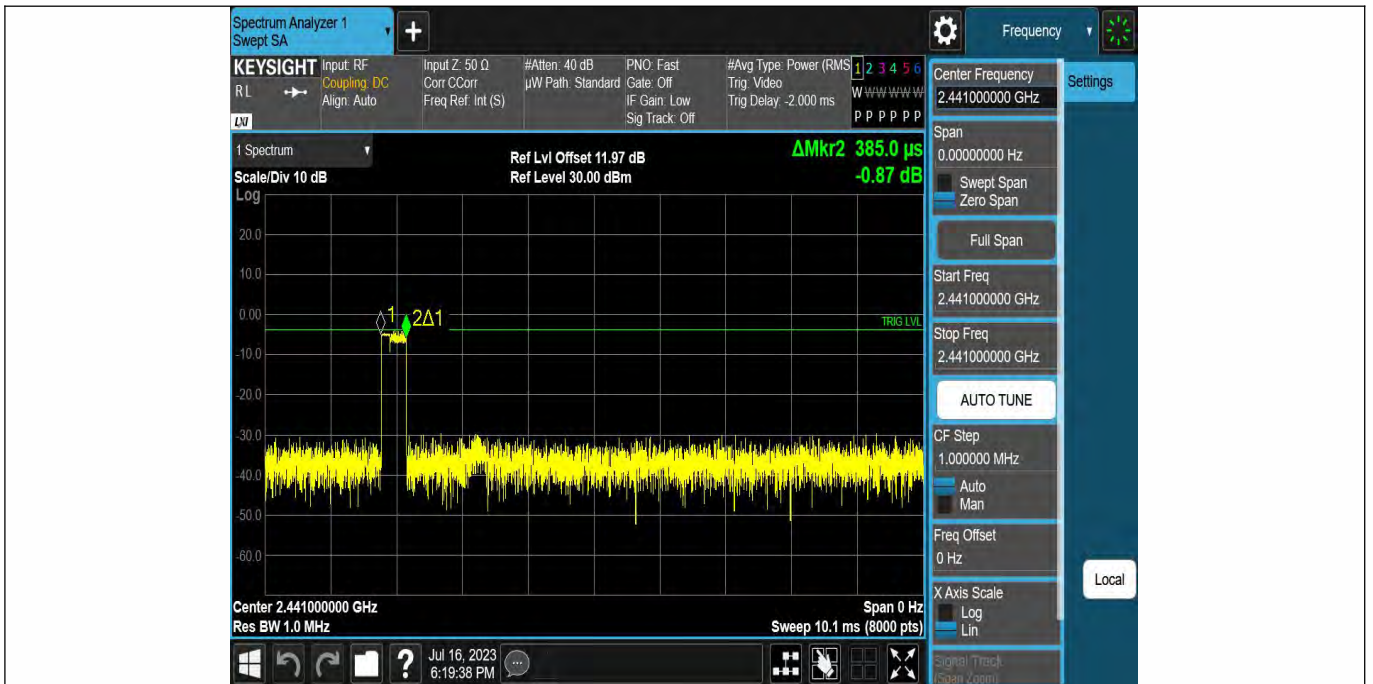 Spectrum Analyzer 1
Swept SA
+
Frequency
KEYSIGHT
RL
LXI
Input: RF
Coupling: DC
Align: Auto
Input Z: 50 Ω
Corr CCorr
Freq Ref: Int (S)
#Atten: 40 dB
µW Path: Standard
PNO: Fast
Gate: Off
IF Gain: Low
Sig Track: Off
#Avg Type: Power (RMS
Trig: Video
Trig Delay: -2.000 ms
1 2 3 4 5 6
W W W W W W
P P P P P P
1 Spectrum
Scale/Div 10 dB
Log
Ref Lvl Offset 11.97 dB
Ref Level 30.00 dBm
ΔMkr2 385.0 µs
-0.87 dB
20.0
10.0
0.00
-10.0
-20.0
-30.0
-40.0
-50.0
-60.0
1
2Δ1
TRIG LVL
Center 2.441000000 GHz
Res BW 1.0 MHz
Span 0 Hz
Sweep 10.1 ms (8000 pts)
Center Frequency
2.441000000 GHz
Settings
Span
0.00000000 Hz
Swept Span
Zero Span
Full Span
Start Freq
2.441000000 GHz
Stop Freq
2.441000000 GHz
AUTO TUNE
CF Step
1.000000 MHz
Auto
Man
Freq Offset
0 Hz
X Axis Scale
Log
Lin
Local
Signal Track
(Span Zoom)
?
Jul 16, 2023
6:19:38 PM